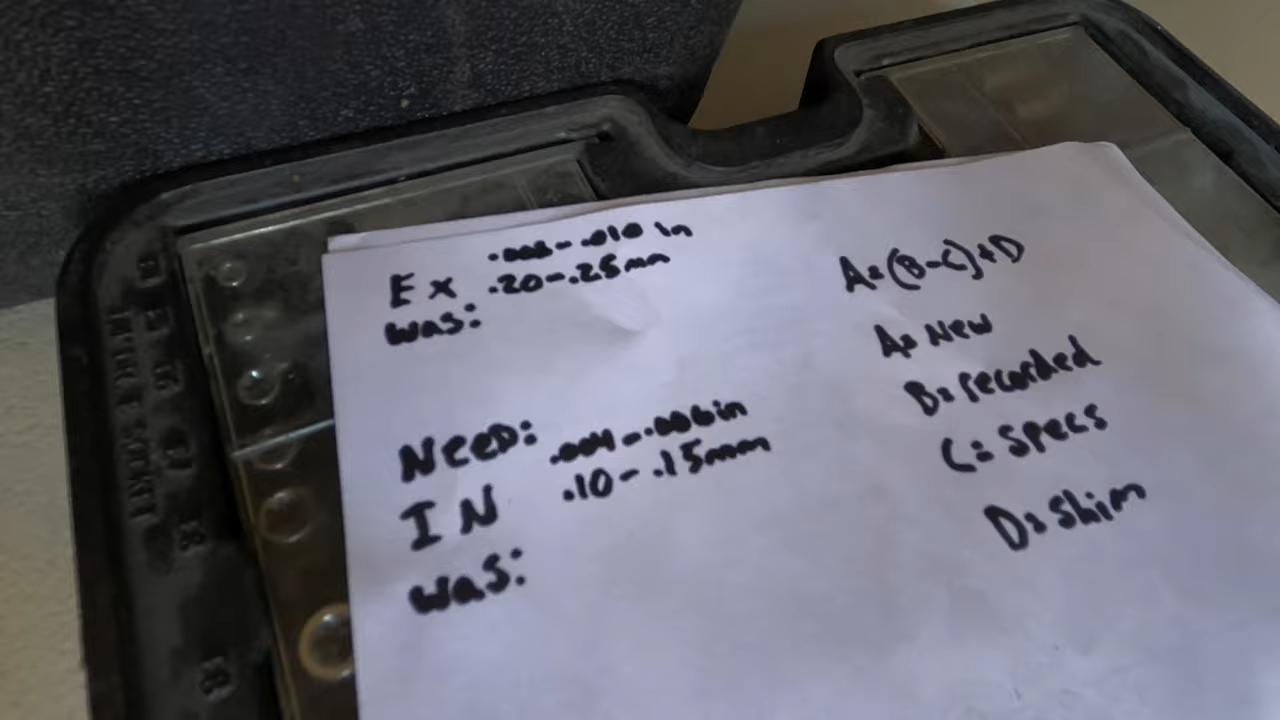 .008-.010 in
Ex .20-.25mm
was:
NeeD: .004-.006in
IN .10-.15mm
was:
A=(B-C)+D
A= New
B=recorded
C= Specs
D=Shim